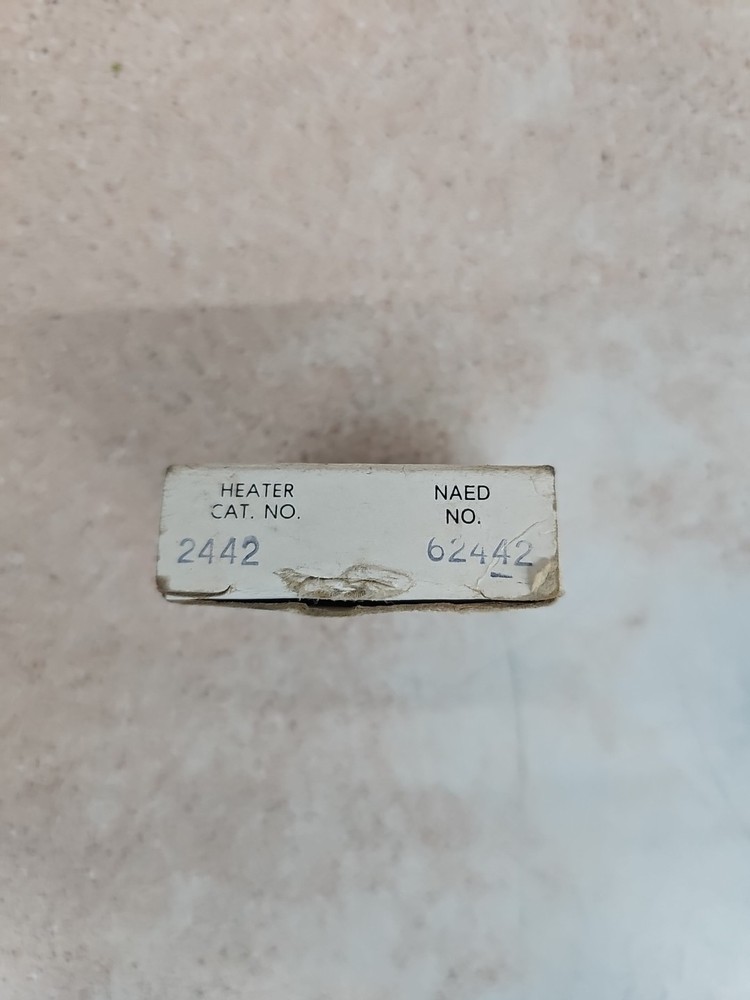 HEATER
CAT. NO.
2442
NAED
NO.
62442